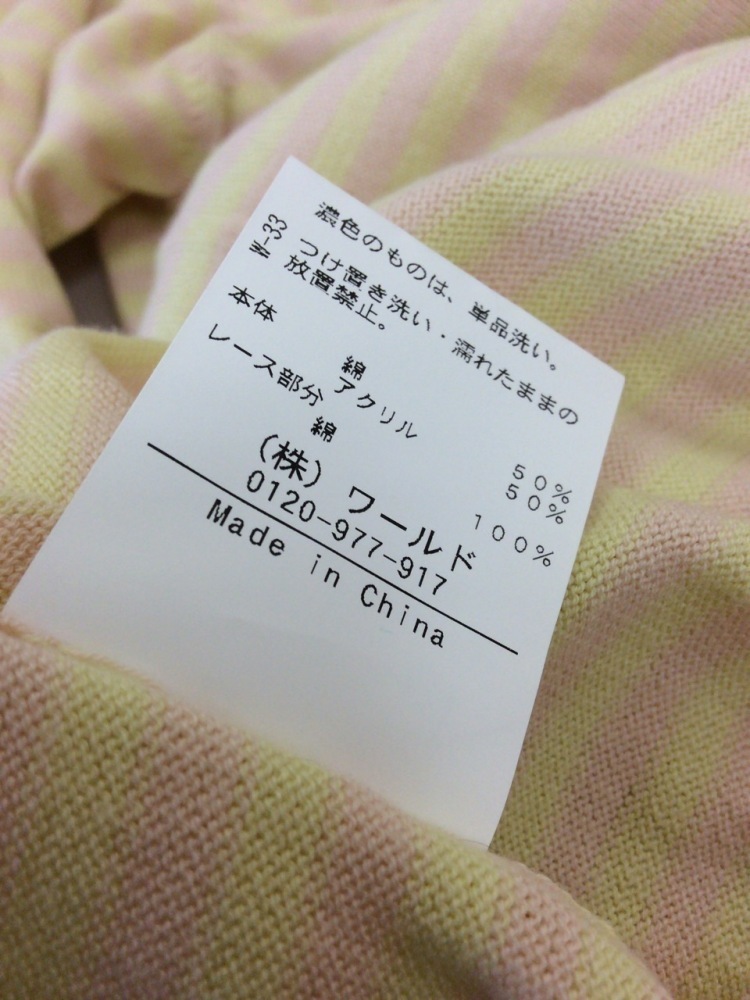 濃色のものは、単品洗い。
W-33
つけ置き洗い・濡れたままの
放置禁止。
本体
綿 50%
アクリル 50%
レース部分
綿 100%
(株) ワールド
0120-977-917
Made in China